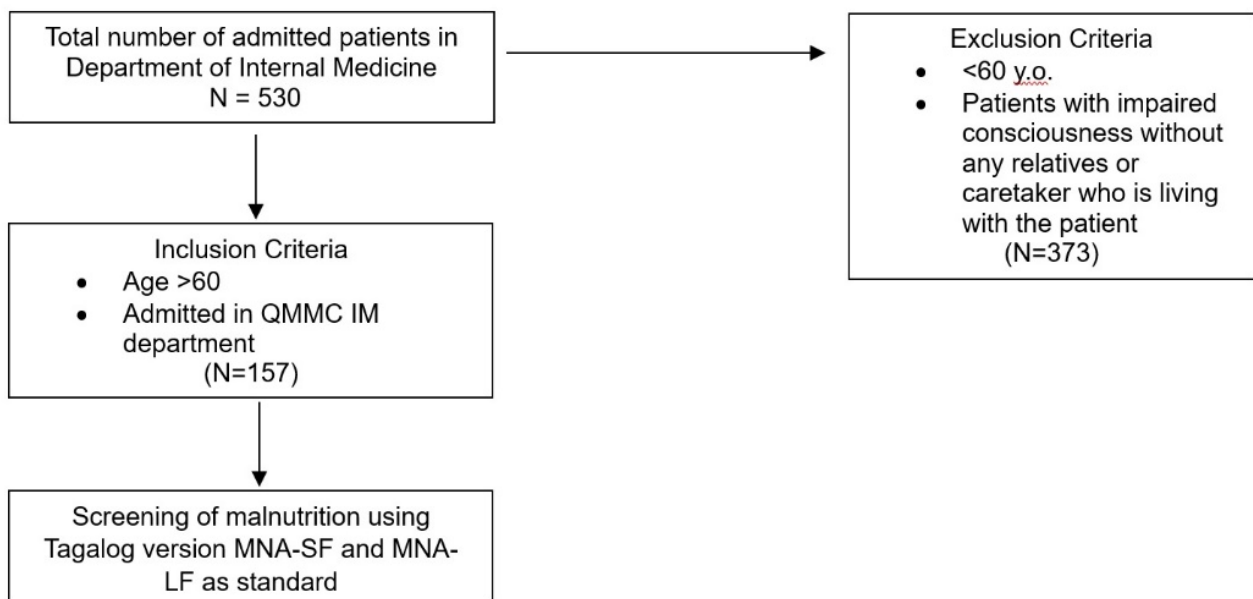 Total number of admitted patients in
Department of Internal Medicine
N = 530
Exclusion Criteria
• <60 y.o.
• Patients with impaired
consciousness without
any relatives or
caretaker who is living
with the patient
(N=373)
Inclusion Criteria
• Age >60
• Admitted in QMMC IM
department
(N=157)
Screening of malnutrition using
Tagalog version MNA-SF and MNA-
LF as standard